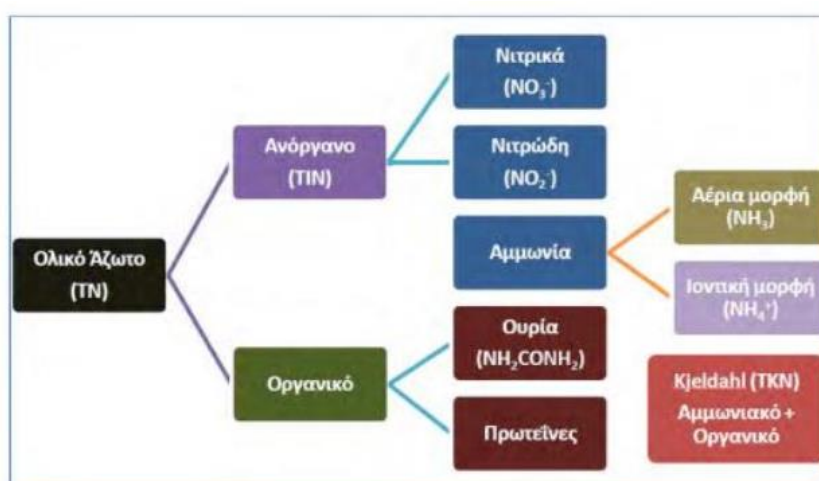 Ολικό Άζωτο
(TN)
Ανόργανο
(TIN)
Οργανικό
Νιτρικά
(NO₃⁻)
Νιτρώδη
(NO₂⁻)
Αμμωνία
Ουρία
(NH₂CONH₂)
Πρωτεΐνες
Αέρια μορφή
(NH₃)
Ιοντική μορφή
(NH₄⁺)
Kjeldahl (TKN)
Αμμωνιακό +
Οργανικό